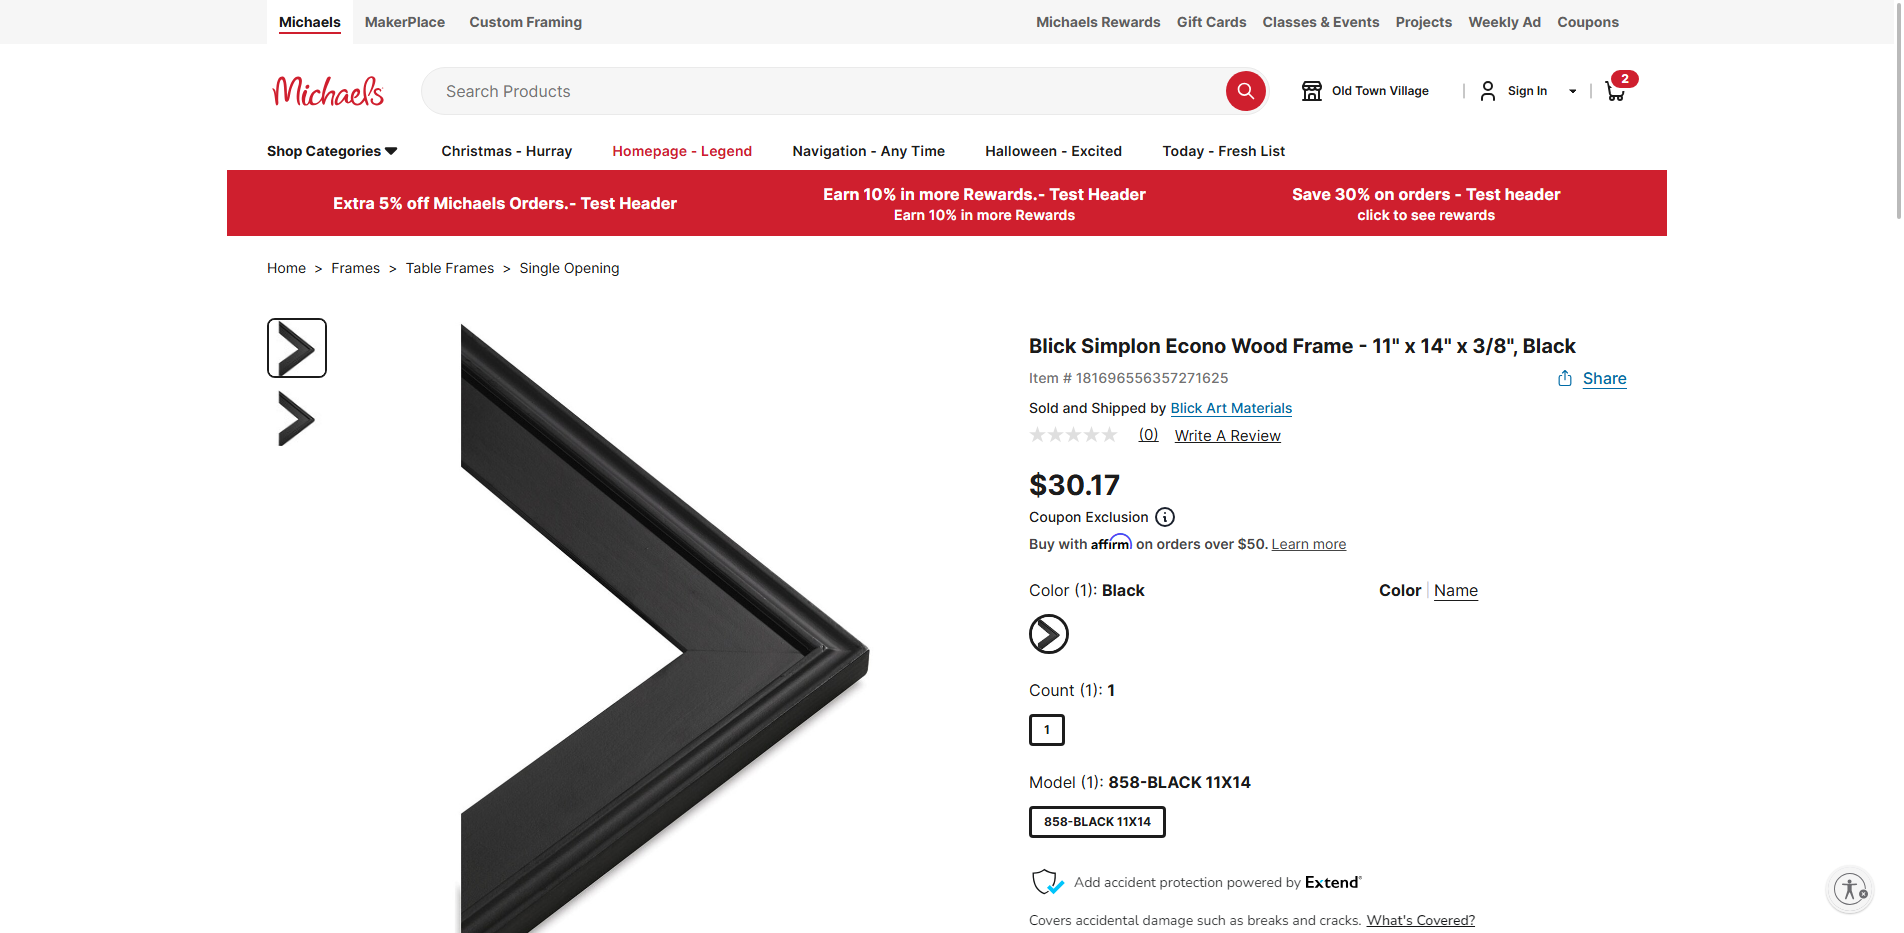 Michaels MakerPlace Custom Framing Michaels Rewards Gift Cards Classes & Events Projects Weekly Ad Coupons
Michaels Search Products Old Town Village Sign In 2
Shop Categories Christmas - Hurray Homepage - Legend Navigation - Any Time Halloween - Excited Today - Fresh List
Extra 5% off Michaels Orders.- Test Header
Earn 10% in more Rewards.- Test Header
Earn 10% in more Rewards
Save 30% on orders - Test header
click to see rewards
Home > Frames > Table Frames > Single Opening
Blick Simplon Econo Wood Frame - 11" x 14" x 3/8", Black
Item # 181696556357271625 Share
Sold and Shipped by Blick Art Materials
(0) Write A Review
$30.17
Coupon Exclusion
Buy with affirm on orders over $50. Learn more
Color (1): Black Color | Name
Count (1): 1
1
Model (1): 858-BLACK 11X14
858-BLACK 11X14
Add accident protection powered by Extend
Covers accidental damage such as breaks and cracks. What's Covered?